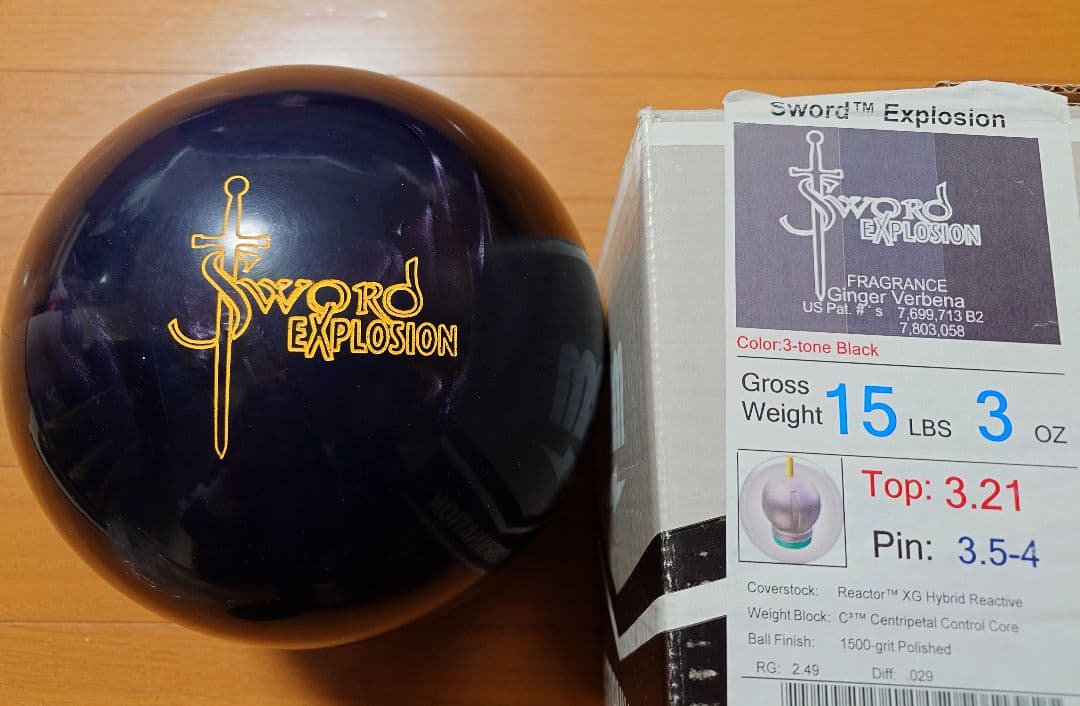 Sword
EXPLOSION
Sword™ Explosion
Sword
EXPLOSION
FRAGRANCE
Ginger Verbena
US Pat. #'s 7,699,713 B2
7,803,058
Color:3-tone Black
Gross
Weight 15 LBS 3 OZ
Top: 3.21
Pin: 3.5-4
Coverstock: Reactor™ XG Hybrid Reactive
Weight Block: C³™ Centripetal Control Core
Ball Finish: 1500-grit Polished
RG: 2.49 Diff: .029